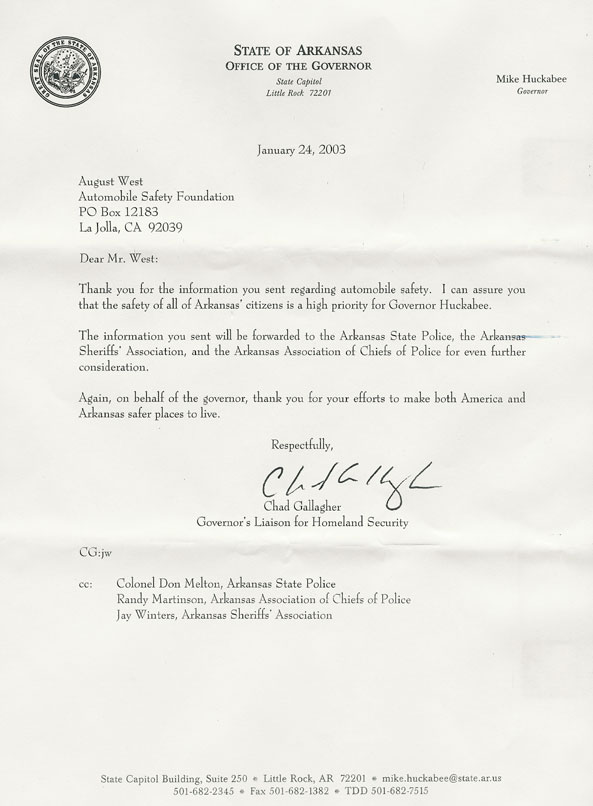 GREAT SEAL OF THE STATE OF ARKANSAS
STATE OF ARKANSAS
OFFICE OF THE GOVERNOR
State Capitol
Little Rock 72201
Mike Huckabee
Governor
January 24, 2003
August West
Automobile Safety Foundation
PO Box 12183
La Jolla, CA 92039
Dear Mr. West:
Thank you for the information you sent regarding automobile safety. I can assure you
that the safety of all of Arkansas' citizens is a high priority for Governor Huckabee.
The information you sent will be forwarded to the Arkansas State Police, the Arkansas
Sheriffs' Association, and the Arkansas Association of Chiefs of Police for even further
consideration.
Again, on behalf of the governor, thank you for your efforts to make both America and
Arkansas safer places to live.
Respectfully,
Chad Gallagher
Chad Gallagher
Governor's Liaison for Homeland Security
CG:jw
cc: Colonel Don Melton, Arkansas State Police
Randy Martinson, Arkansas Association of Chiefs of Police
Jay Winters, Arkansas Sheriffs' Association
State Capitol Building, Suite 250 * Little Rock, AR 72201 * mike.huckabee@state.ar.us
501-682-2345 * Fax 501-682-1382 * TDD 501-682-7515